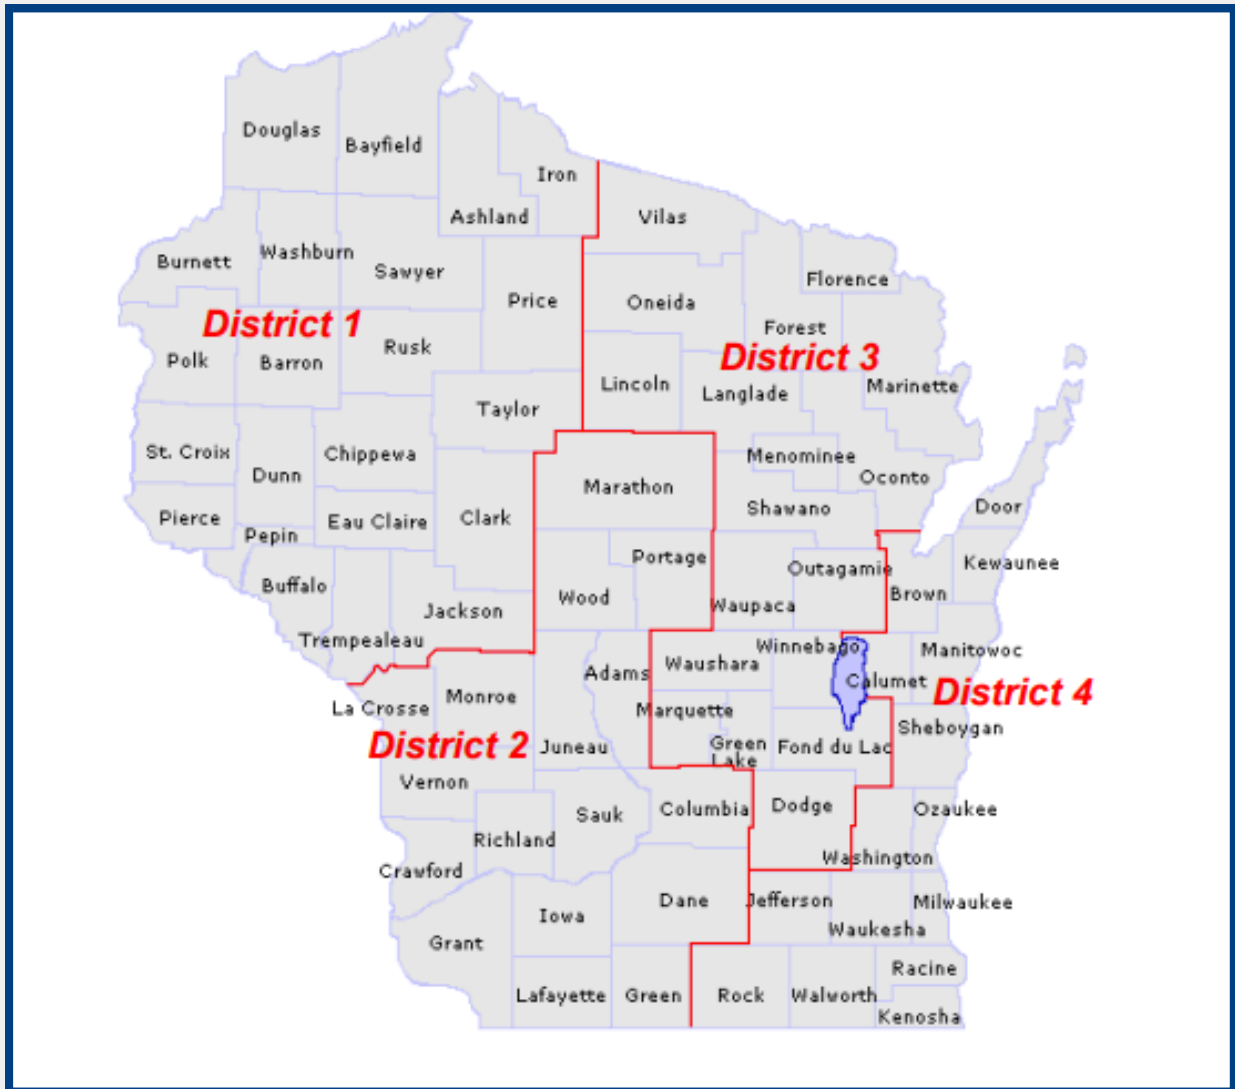 Douglas
Bayfield
Iron
Ashland
Vilas
Burnett
Washburn
Sawyer
Florence
Price
Oneida
District 1
Forest
Rusk
District 3
Polk
Barron
Lincoln
Langlade
Marinette
Taylor
St. Croix
Chippewa
Menominee
Dunn
Oconto
Marathon
Door
Shawano
Pierce
Eau Claire
Clark
Pepin
Portage
Kewaunee
Outagamie
Buffalo
Brown
Wood
Waupaca
Jackson
Trempealeau
Winnebago
Manitowoc
Waushara
Adams
Calumet
District 4
Monroe
La Crosse
Marquette
Sheboygan
District 2
Juneau
Green
Lake
Fond du Lac
Vernon
Columbia
Dodge
Ozaukee
Sauk
Richland
Washington
Crawford
Dane
Jefferson
Milwaukee
Iowa
Waukesha
Grant
Racine
Lafayette
Green
Rock
Walworth
Kenosha